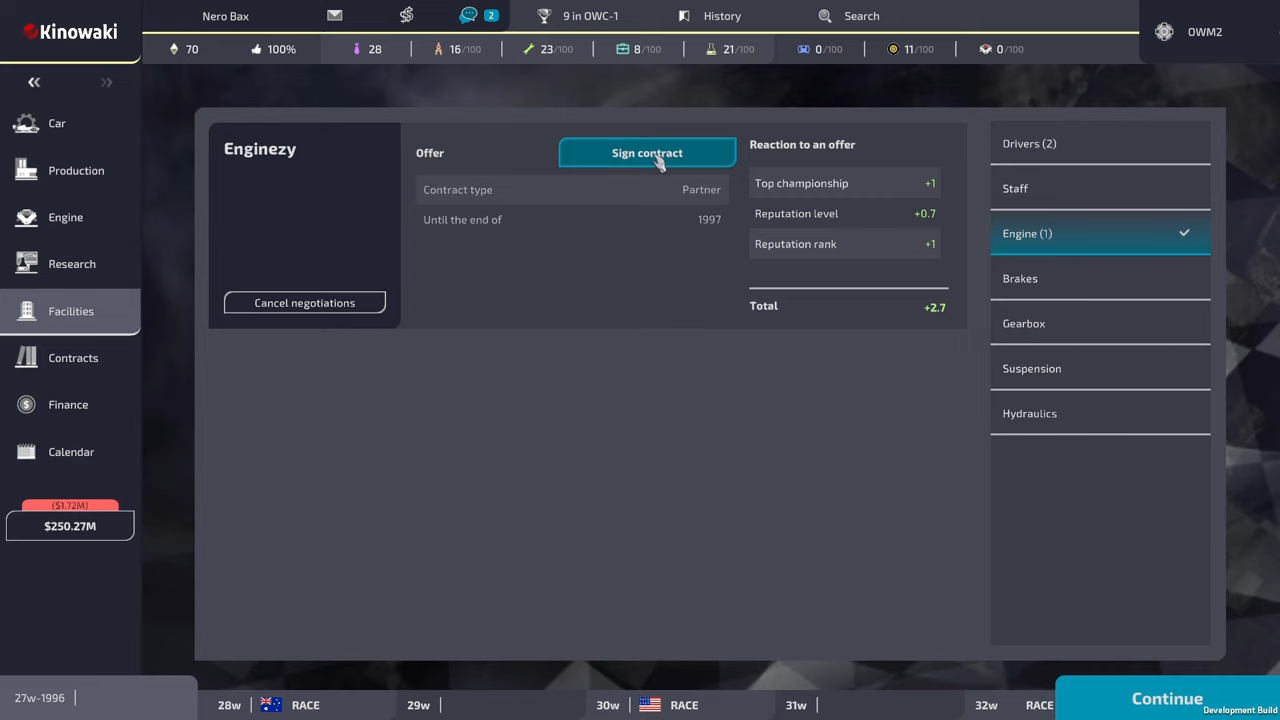 Kinowaki
Nero Bax
2
9 in OWC-1
History
Search
OWM2
70
100%
28
16/100
23/100
8/100
21/100
0/100
11/100
0/100
Car
Production
Engine
Research
Facilities
Contracts
Finance
Calendar
($1.72M)
$250.27M
Enginezy
Cancel negotiations
Offer
Sign contract
Contract type Partner
Until the end of 1997
Reaction to an offer
Top championship +1
Reputation level +0.7
Reputation rank +1
Total +2.7
Drivers (2)
Staff
Engine (1)
Brakes
Gearbox
Suspension
Hydraulics
27w-1996
28w RACE
29w
30w RACE
31w
32w RACE
Continue
Development Build